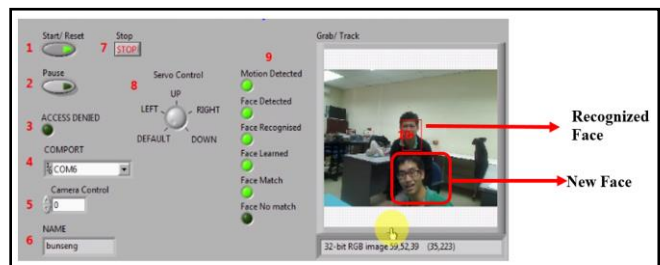 Start/ Reset
1
Stop
7 STOP
Pause
2
ACCESS DENIED
3
COMPORT
4 COM6
Camera Control
5 0
NAME
6 bunseng
8 Servo Control
UP
LEFT RIGHT
DEFAULT DOWN
9
Motion Detected
Face Detected
Face Recognised
Face Learned
Face Match
Face No match
Grab/ Track
32-bit RGB image 59,52,39 (35,223)
Recognized
Face
New Face